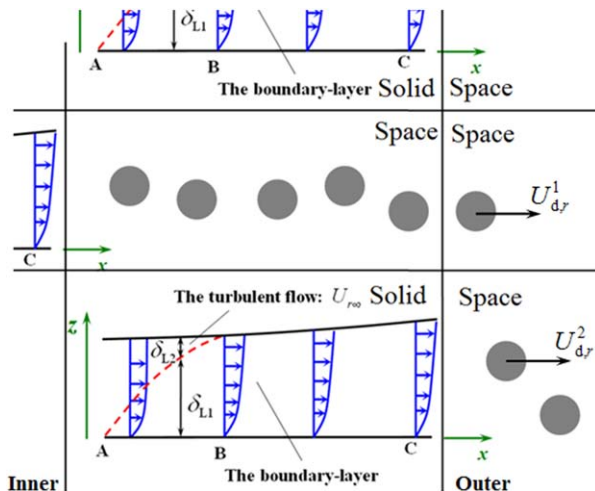 δL1
A B C x
The boundary-layer Solid Space
Space Space
U¹d,r
C x
The turbulent flow: Ur∞ Solid Space
z
δL2
U²d,r
δL1
A B C x
The boundary-layer
Inner Outer